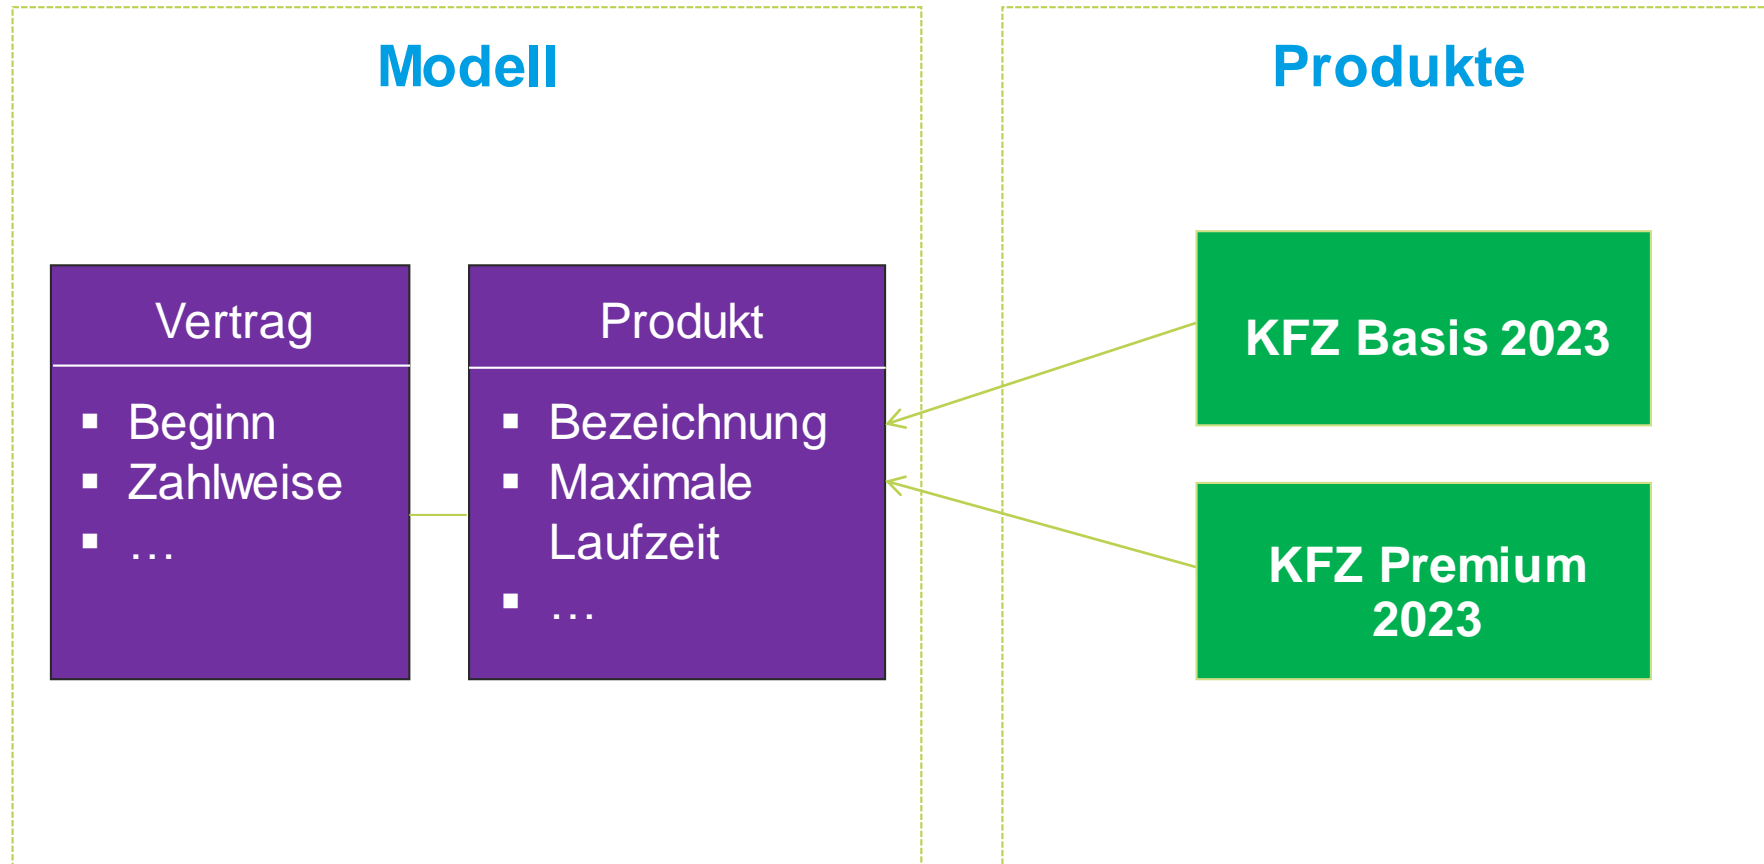 Modell
Produkte
Vertrag
▪ Beginn
▪ Zahlweise
▪ …
Produkt
▪ Bezeichnung
▪ Maximale
Laufzeit
▪ …
KFZ Basis 2023
KFZ Premium
2023